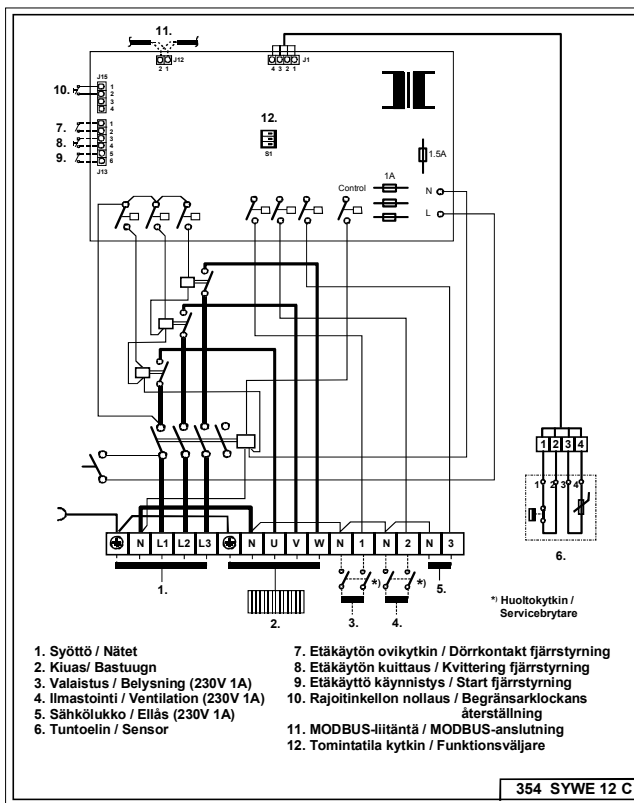 11.
J12
2 1
J1
4 3 2 1
J15
10.
1
2
3
4
7.
8.
9.
1
2
3
4
5
6
J13
12.
S1
1.5A
Control
1A
N
L
1 2 3 4
1 2 3 4
6.
N L1 L2 L3 N U V W N 1 N 2 N 3
*) *)
1. 2. 3. 4. 5.
*) Huoltokytkin /
Servicebrytare
1. Syöttö / Nätet
2. Kiuas/ Bastuugn
3. Valaistus / Belysning (230V 1A)
4. Ilmastointi / Ventilation (230V 1A)
5. Sähkölukko / Ellås (230V 1A)
6. Tuntoelin / Sensor
7. Etäkäytön ovikytkin / Dörrkontakt fjärrstyrning
8. Etäkäytön kuittaus / Kvittering fjärrstyrning
9. Etäkäyttö käynnistys / Start fjärrstyrning
10. Rajoitinkellon nollaus / Begränsarklockans
återställning
11. MODBUS-liitäntä / MODBUS-anslutning
12. Tomintatila kytkin / Funktionsväljare
354 SYWE 12 C